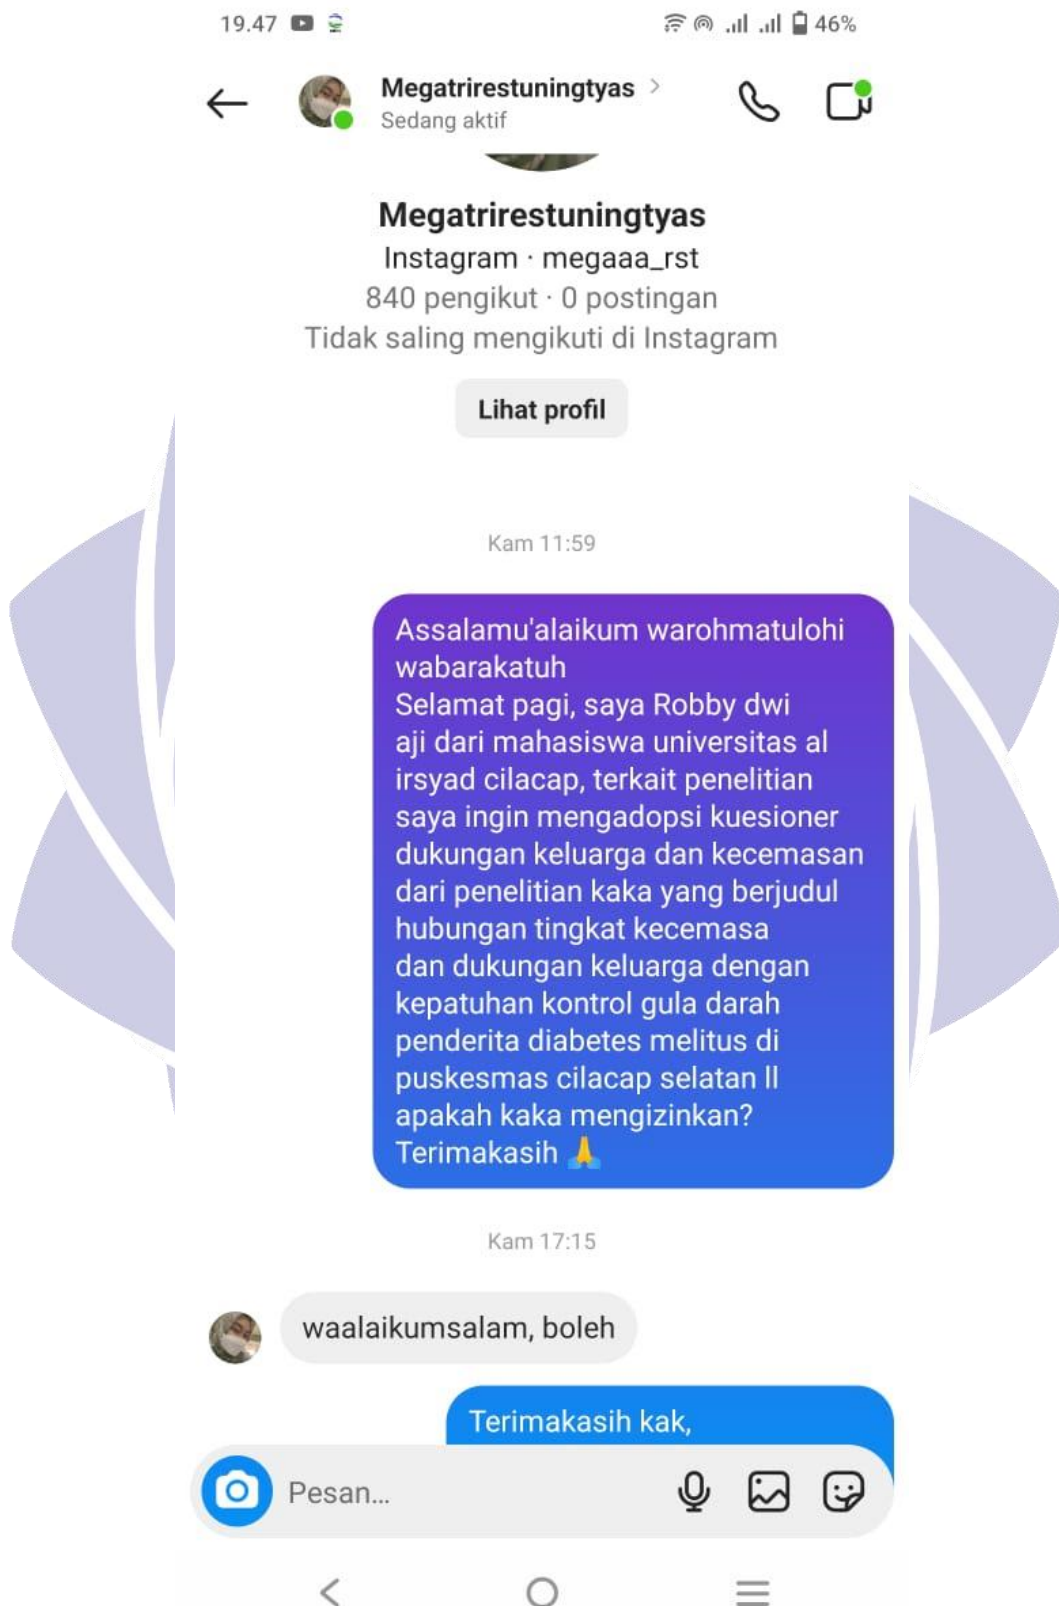 19.47
46%
Megatrirestuningtyas
Sedang aktif
Megatrirestuningtyas
Instagram · megaaa_rst
840 pengikut · 0 postingan
Tidak saling mengikuti di Instagram
Lihat profil
Kam 11:59
Assalamu'alaikum warohmatulohi
wabarakatuh
Selamat pagi, saya Robby dwi
aji dari mahasiswa universitas al
irsyad cilacap, terkait penelitian
saya ingin mengadopsi kuesioner
dukungan keluarga dan kecemasan
dari penelitian kaka yang berjudul
hubungan tingkat kecemasa
dan dukungan keluarga dengan
kepatuhan kontrol gula darah
penderita diabetes melitus di
puskesmas cilacap selatan ll
apakah kaka mengizinkan?
Terimakasih 🙏
Kam 17:15
waalaikumsalam, boleh
Terimakasih kak,
Pesan...